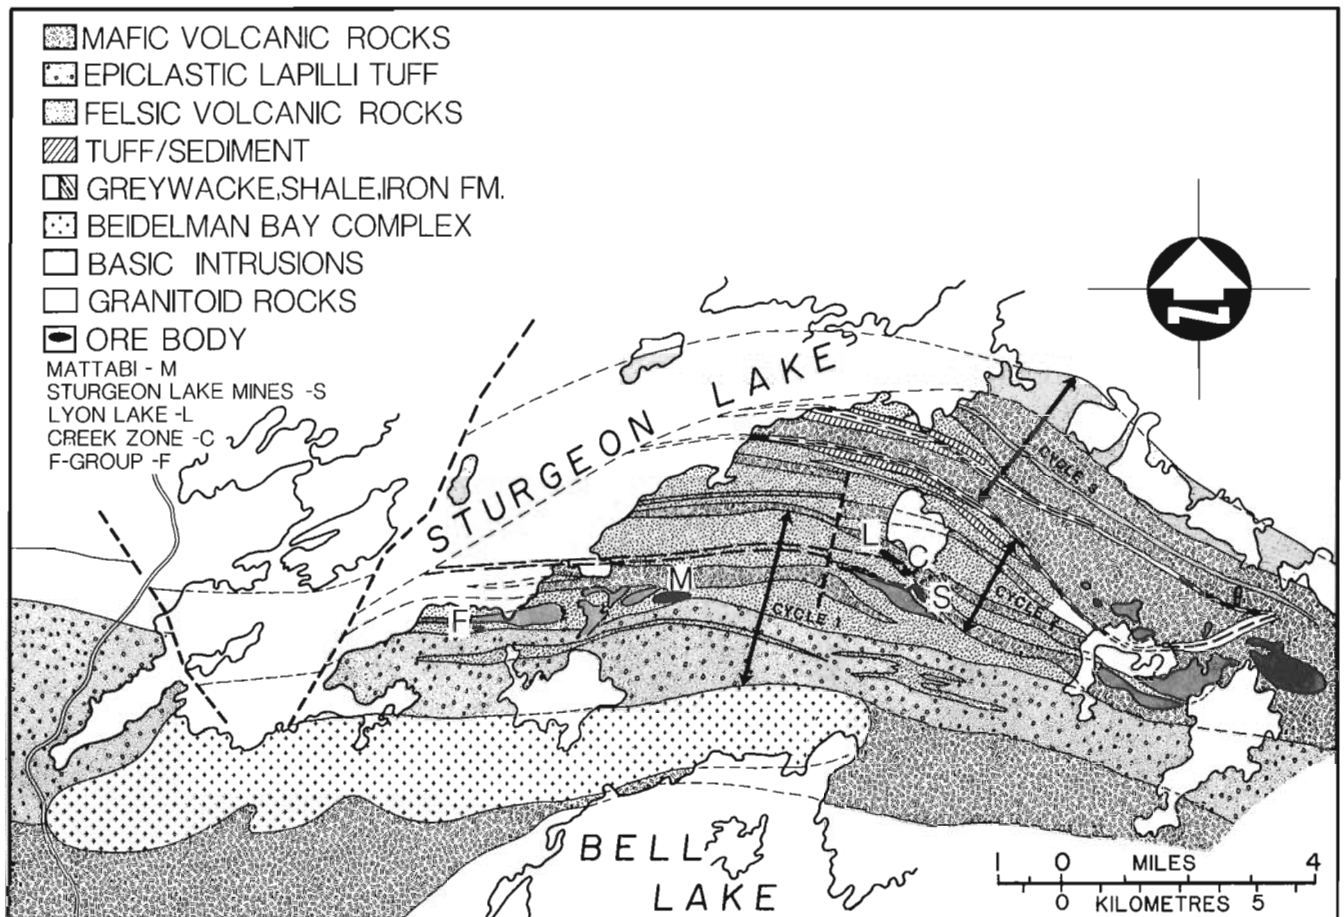 MAFIC VOLCANIC ROCKS
EPICLASTIC LAPILLI TUFF
FELSIC VOLCANIC ROCKS
TUFF/SEDIMENT
GREYWACKE,SHALE,IRON FM.
BEIDELMAN BAY COMPLEX
BASIC INTRUSIONS
GRANITOID ROCKS
ORE BODY
MATTABI - M
STURGEON LAKE MINES -S
LYON LAKE -L
CREEK ZONE -C
F-GROUP -F
N
STURGEON LAKE
CYCLE
L
C
M
S
F
CYCLE
CYCLE 1
BELL
LAKE
1 0 MILES 4
0 KILOMETRES 5